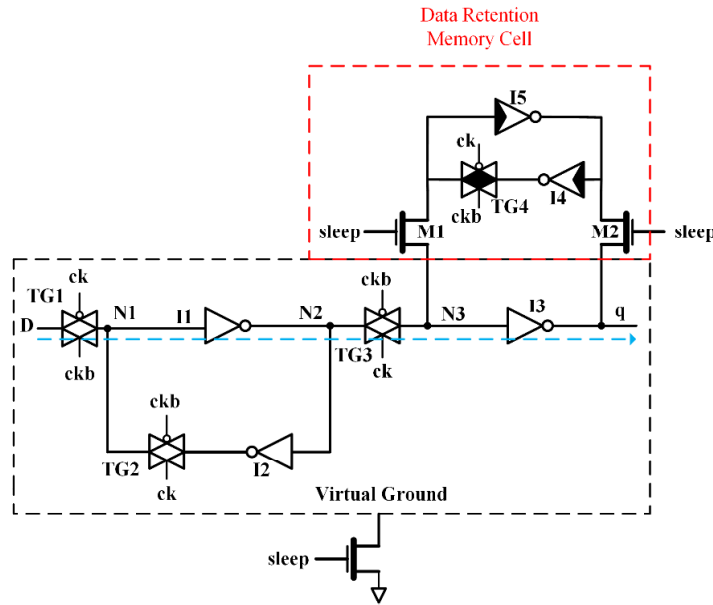 Data Retention
Memory Cell
I5
ck
I4
TG4
ckb
sleep
M1
M2
sleep
ck
ckb
TG1
N1
I1
N2
N3
I3
q
D
TG3
ckb
ck
ckb
TG2
I2
ck
Virtual Ground
sleep